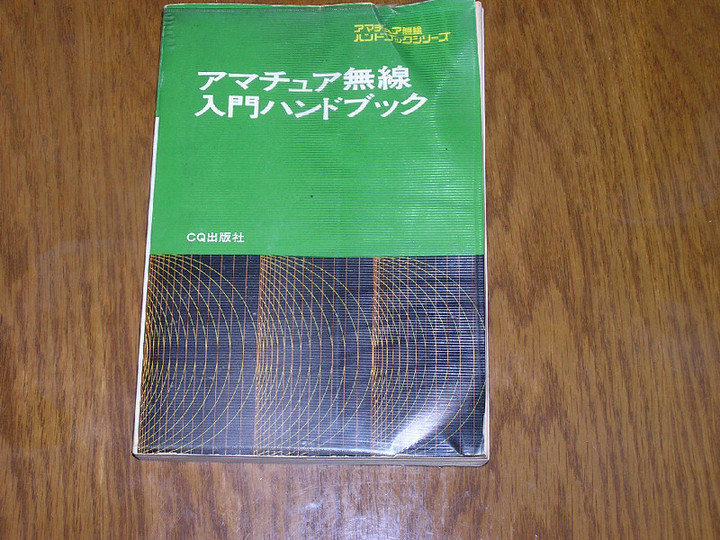 アマチュア無線
ハンドブックシリーズ
アマチュア無線
入門ハンドブック
CQ出版社